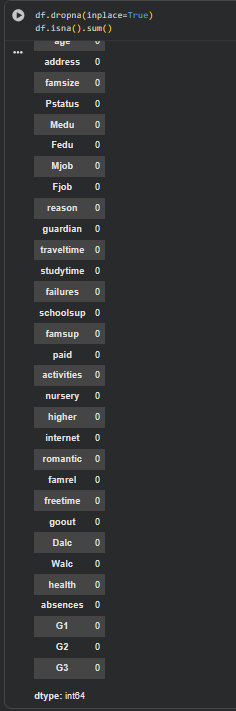 df.dropna(inplace=True)
df.isna().sum()
age 0
address 0
famsize 0
Pstatus 0
Medu 0
Fedu 0
Mjob 0
Fjob 0
reason 0
guardian 0
traveltime 0
studytime 0
failures 0
schoolsup 0
famsup 0
paid 0
activities 0
nursery 0
higher 0
internet 0
romantic 0
famrel 0
freetime 0
goout 0
Dalc 0
Walc 0
health 0
absences 0
G1 0
G2 0
G3 0
dtype: int64